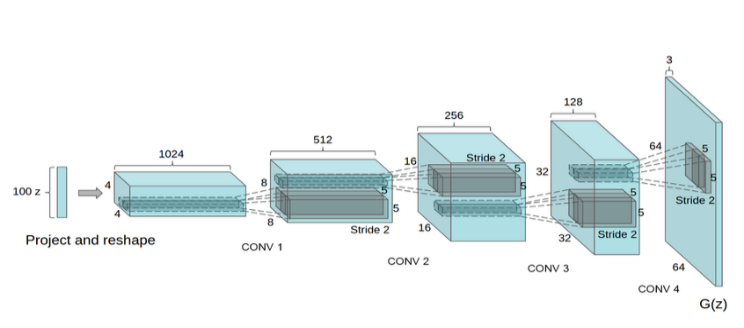 100 z
Project and reshape
1024
4
4
CONV 1
512
8
8
5
5
Stride 2
CONV 2
256
16
16
Stride 2
5
5
CONV 3
128
32
32
5
5
Stride 2
CONV 4
3
64
64
5
5
Stride 2
G(z)